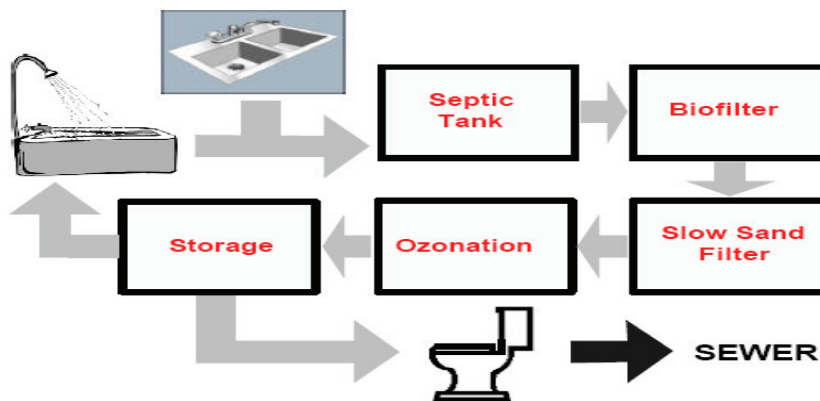 Septic
Tank
Biofilter
Storage
Ozonation
Slow Sand
Filter
SEWER